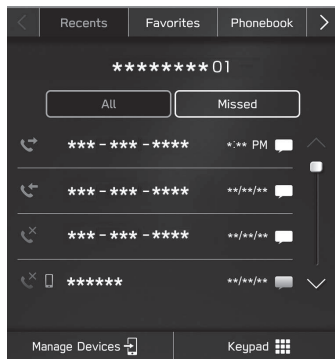 Recents Favorites Phonebook
********01
All Missed
*** - *** - **** *:** PM
*** - *** - **** **/**/**
*** - *** - **** **/**/**
****** **/**/**
Manage Devices Keypad